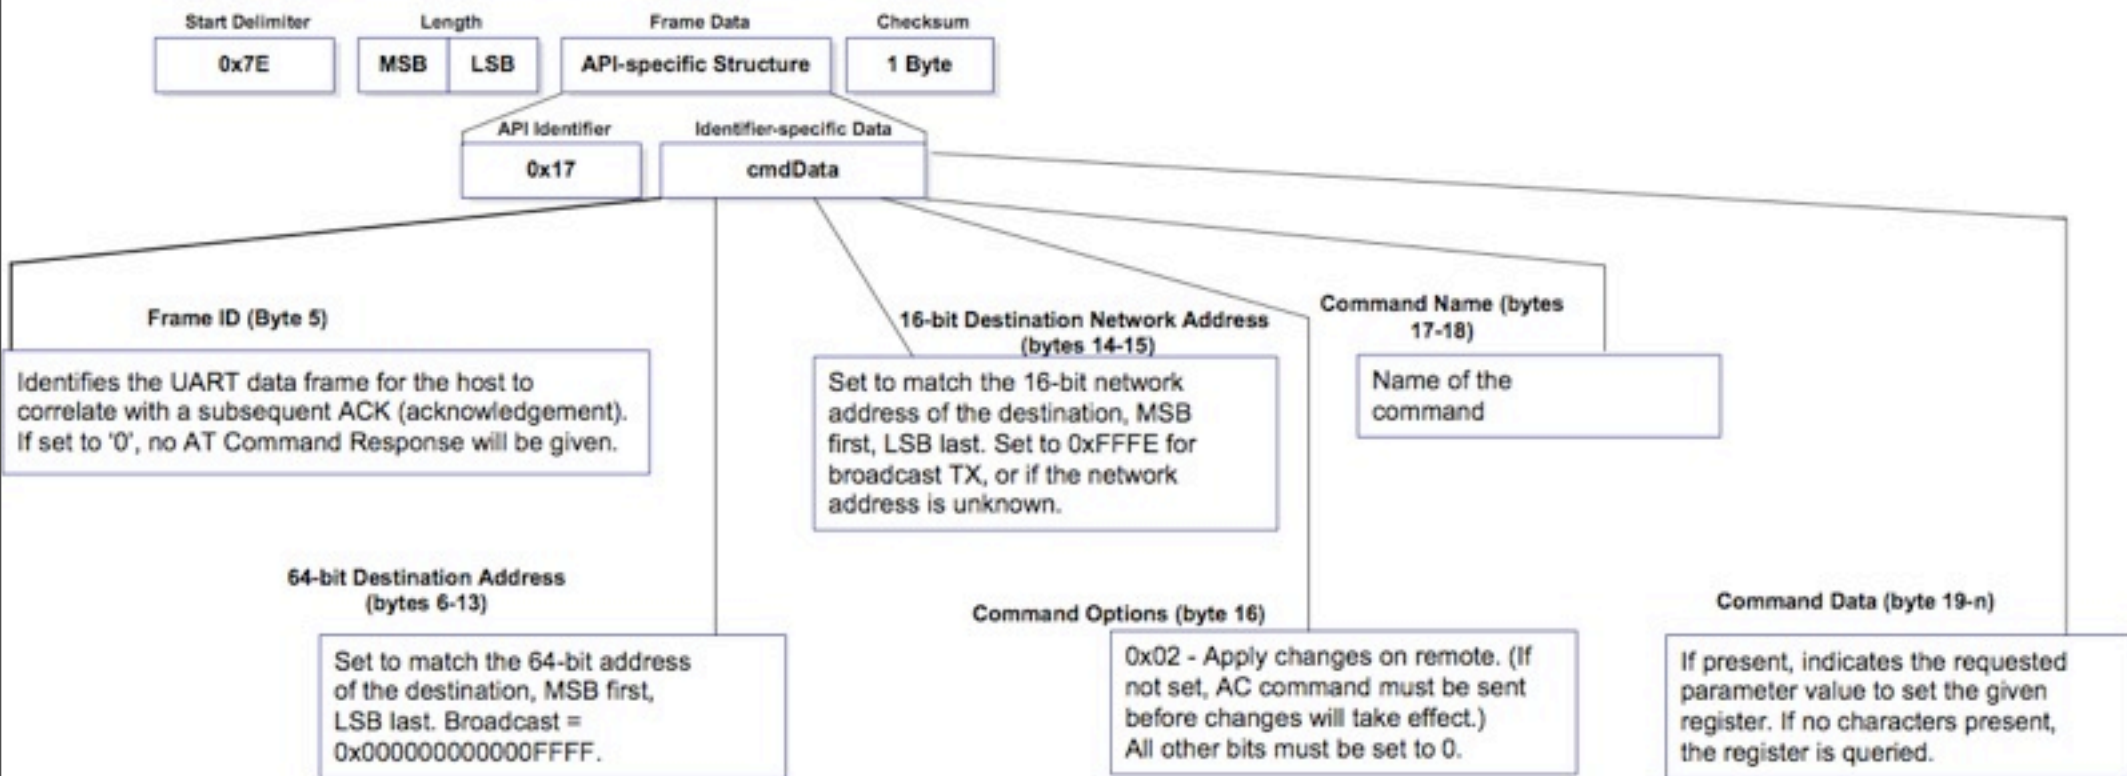 Start Delimiter
Length
Frame Data
Checksum
0x7E
MSB
LSB
API-specific Structure
1 Byte
API Identifier
Identifier-specific Data
0x17
cmdData
Frame ID (Byte 5)
Identifies the UART data frame for the host to
correlate with a subsequent ACK (acknowledgement).
If set to '0', no AT Command Response will be given.
16-bit Destination Network Address
(bytes 14-15)
Set to match the 16-bit network
address of the destination, MSB
first, LSB last. Set to 0xFFFE for
broadcast TX, or if the network
address is unknown.
Command Name (bytes
17-18)
Name of the
command
64-bit Destination Address
(bytes 6-13)
Set to match the 64-bit address
of the destination, MSB first,
LSB last. Broadcast =
0x000000000000FFFF.
Command Options (byte 16)
0x02 - Apply changes on remote. (If
not set, AC command must be sent
before changes will take effect.)
All other bits must be set to 0.
Command Data (byte 19-n)
If present, indicates the requested
parameter value to set the given
register. If no characters present,
the register is queried.